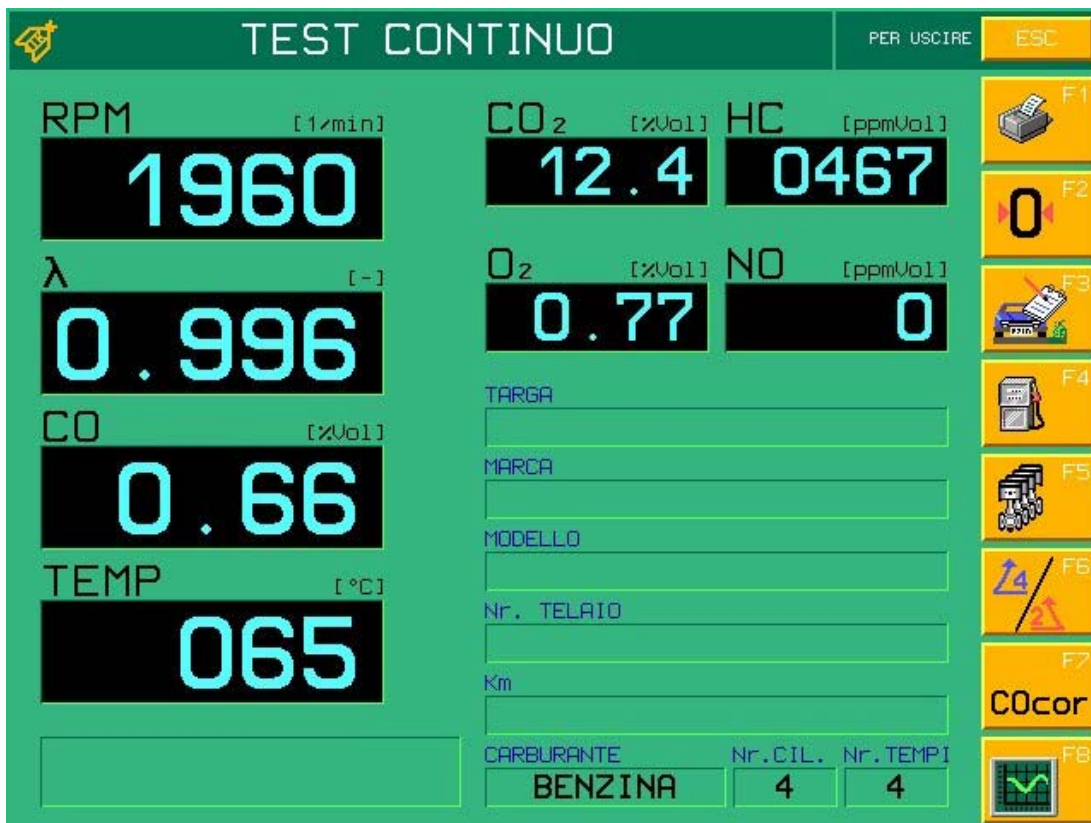 TEST CONTINUO
PER USCIRE
ESC
RPM [1/min]
1960
λ [-]
0.996
CO [%Vol]
0.66
TEMP [°C]
065
CO2 [%Vol]
12.4
HC [ppmVol]
0467
O2 [%Vol]
0.77
NO [ppmVol]
0
TARGA
MARCA
MODELLO
Nr. TELAIO
Km
CARBURANTE
BENZINA
Nr.CIL.
4
Nr.TEMPI
4
F1
F2
0
F3
F4
F5
F6
4/2
F7
COcor
F8